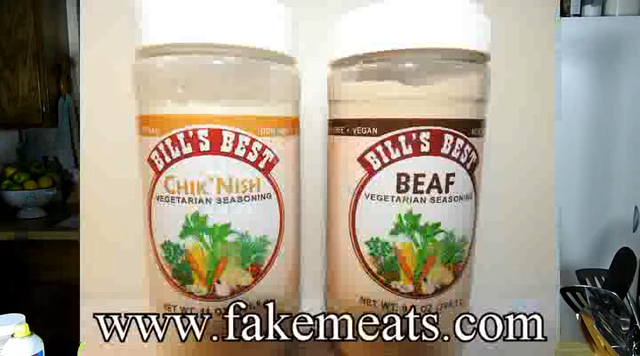 BILL'S BEST
CHIK'NISH
VEGETARIAN SEASONING
VEGAN
BILL'S BEST
BEAF
VEGETARIAN SEASONING
www.fakemeats.com